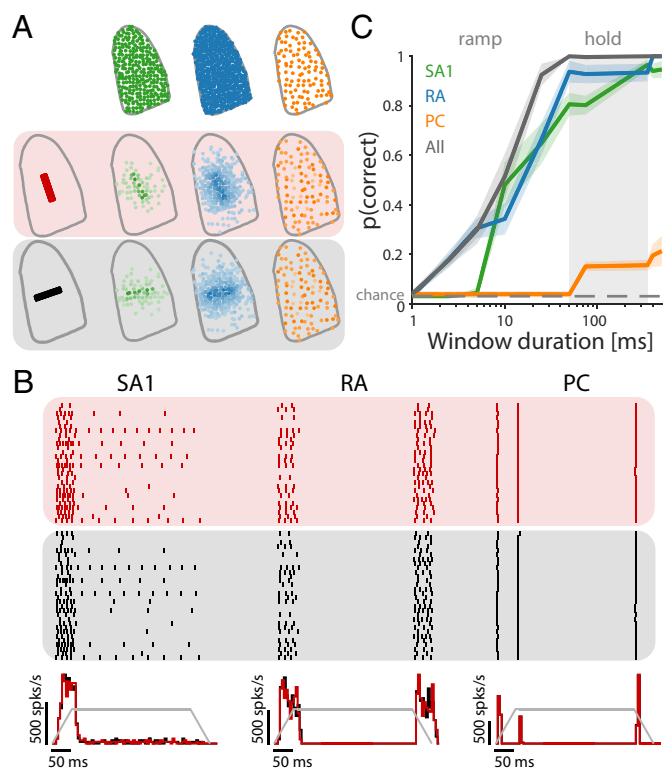 A
C
ramp
hold
SA1
RA
PC
All
p(correct)
1
0.8
0.6
0.4
0.2
chance
0
1
10
100
Window duration [ms]
B
SA1
RA
PC
500 spks/s
50 ms
500 spks/s
50 ms
500 spks/s
50 ms